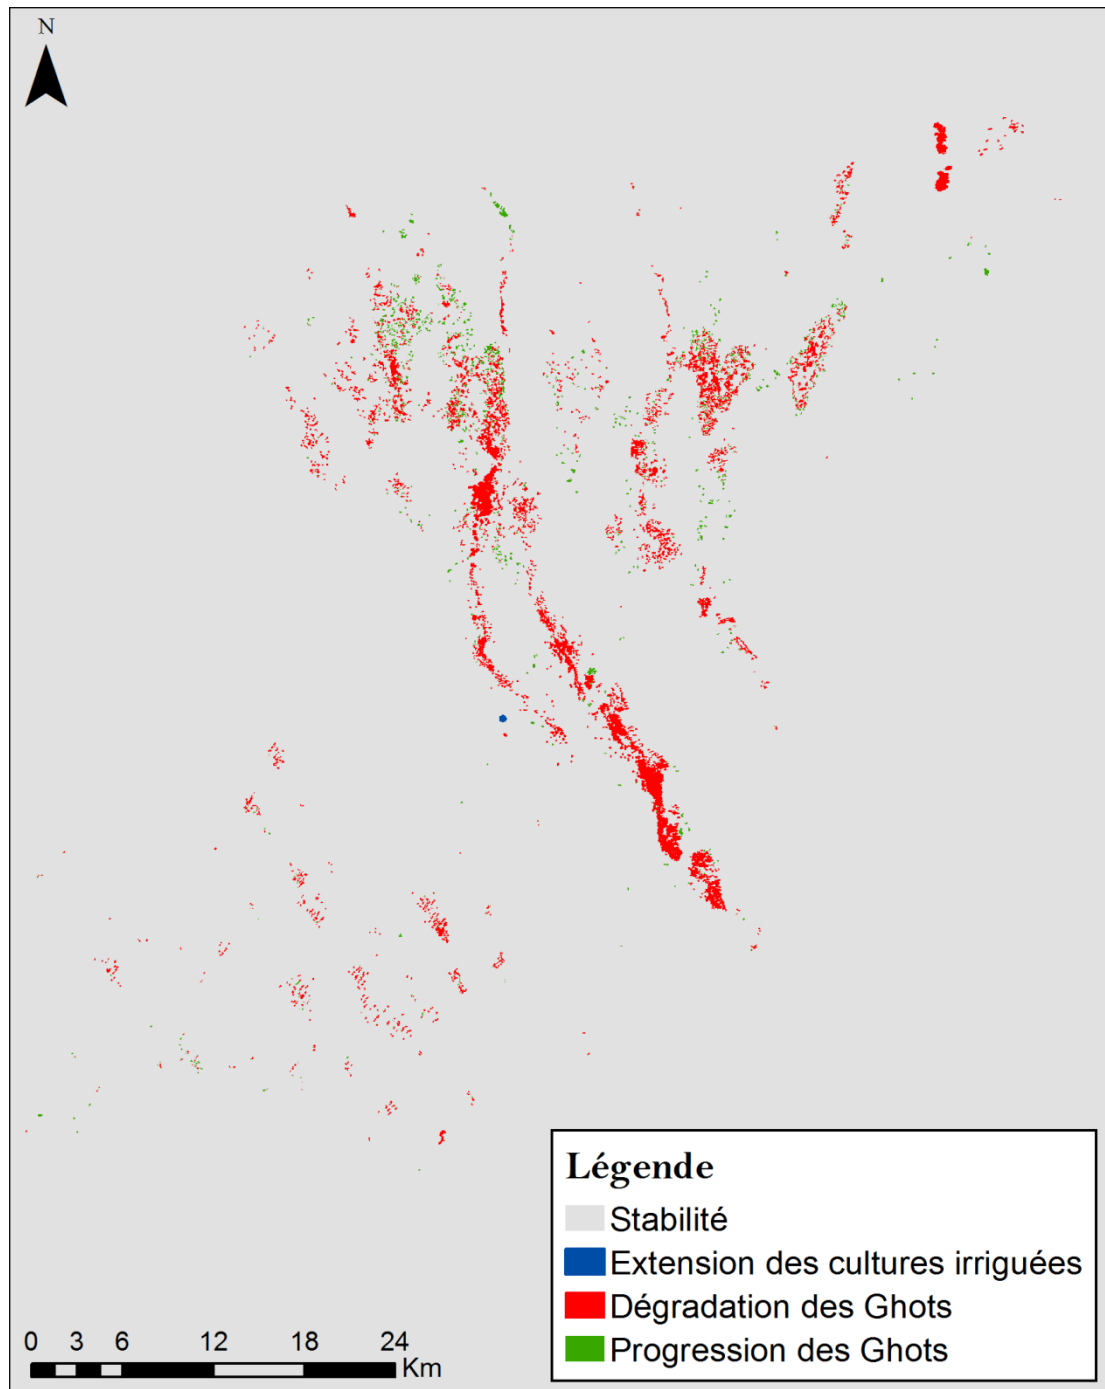 N
Légende
Stabilité
Extension des cultures irriguées
Dégradation des Ghots
Progression des Ghots
0 3 6 12 18 24
Km